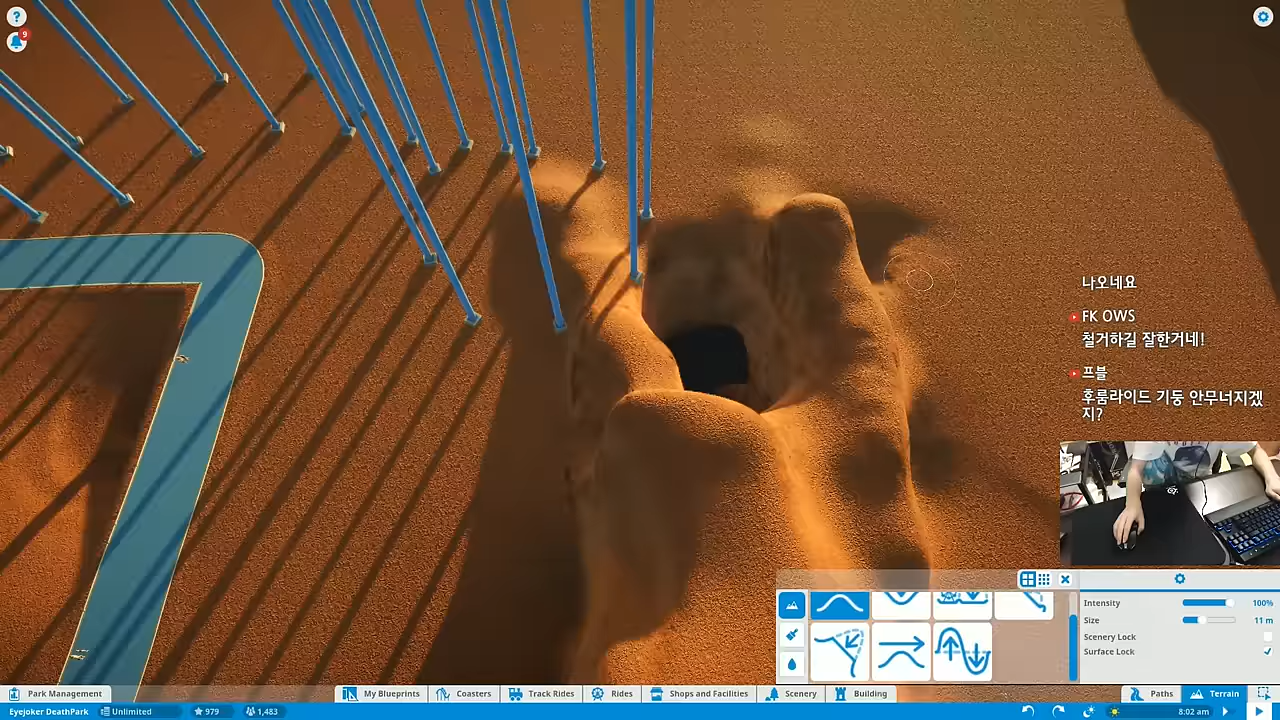 ?
9
나오네요
FK OWS
철거하길 잘한거네!
프블
후룸라이드 기둥 안무너지겠
지?
Intensity 100%
Size 11 m
Scenery Lock
Surface Lock
Park Management My Blueprints Coasters Track Rides Rides Shops and Facilities Scenery Building Paths Terrain
Eyejoker DeathPark Unlimited 979 1,483 8:02 am